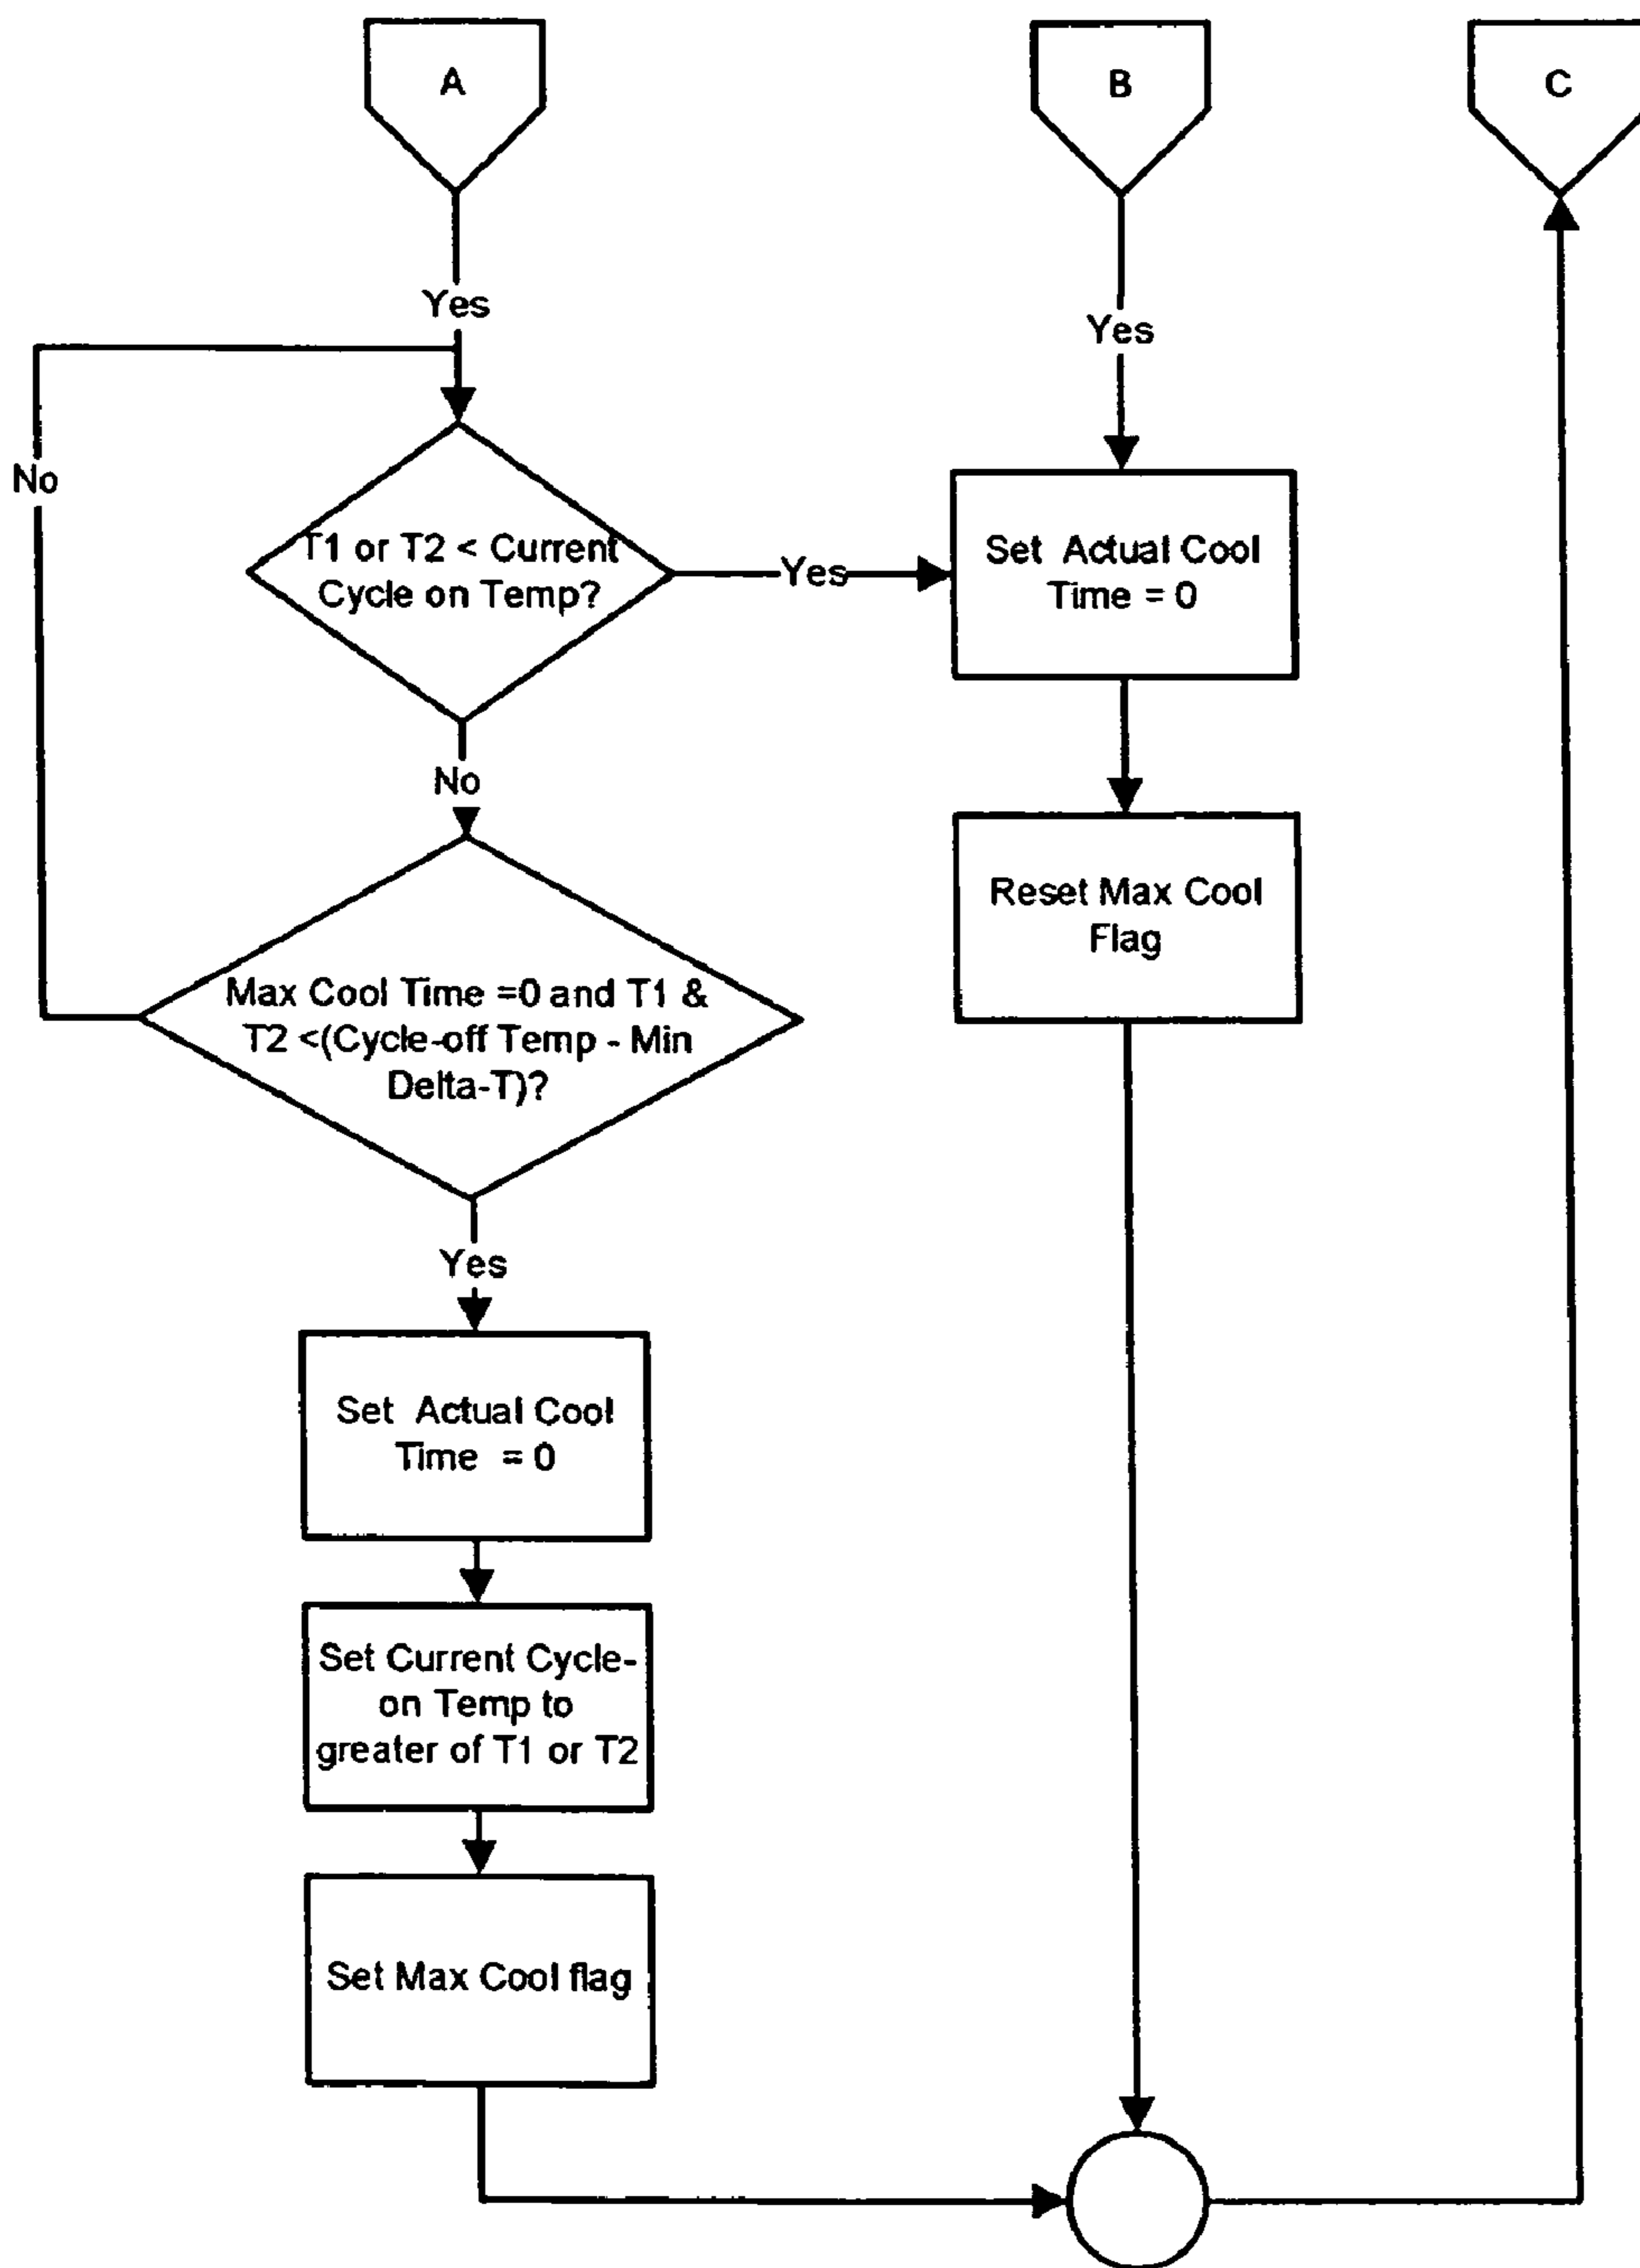 A
B
C
Yes
Yes
No
T1 or T2 < Current
Cycle on Temp?
Yes
Set Actual Cool
Time = 0
No
Reset Max Cool
Flag
Max Cool Time =0 and T1 &
T2 <(Cycle-off Temp - Min
Delta-T)?
Yes
Set Actual Cool
Time = 0
Set Current Cycle-
on Temp to
greater of T1 or T2
Set Max Cool flag